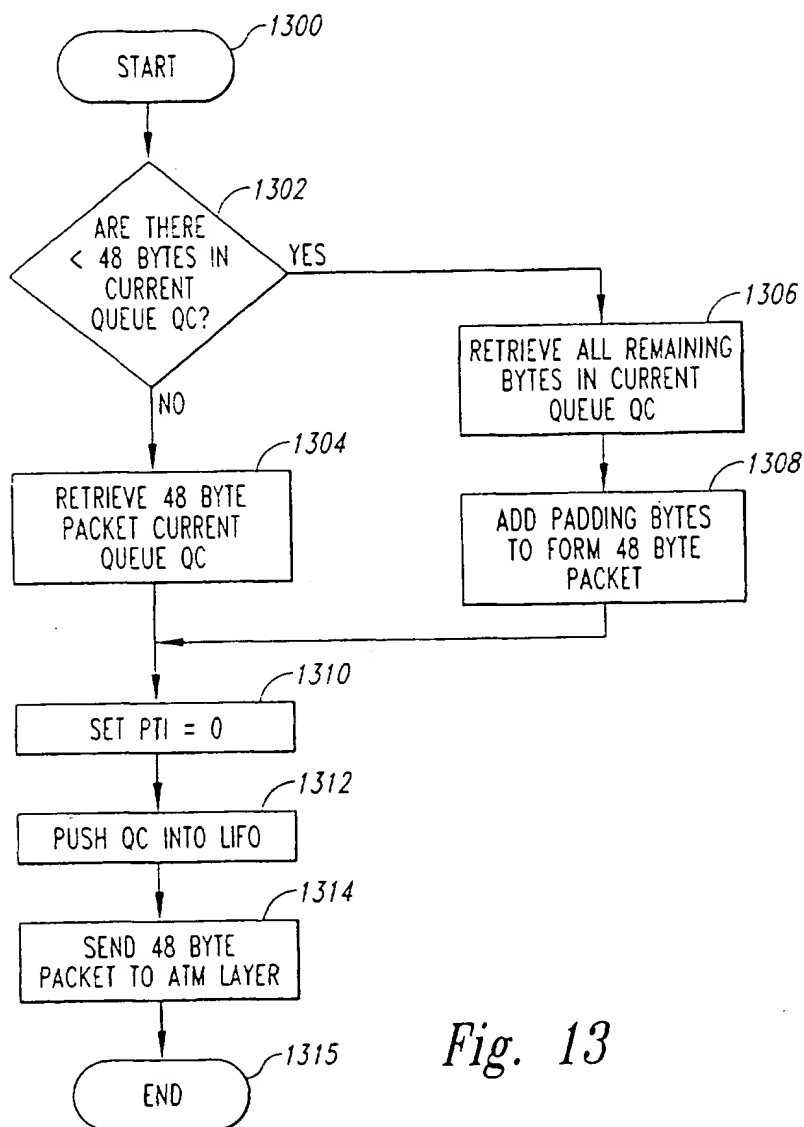 1300
START
1302
ARE THERE
< 48 BYTES IN
CURRENT
QUEUE QC?
YES
NO
1306
RETRIEVE ALL REMAINING
BYTES IN CURRENT
QUEUE QC
1304
RETRIEVE 48 BYTE
PACKET CURRENT
QUEUE QC
1308
ADD PADDING BYTES
TO FORM 48 BYTE
PACKET
1310
SET PTI = 0
1312
PUSH QC INTO LIFO
1314
SEND 48 BYTE
PACKET TO ATM LAYER
1315
END
Fig. 13